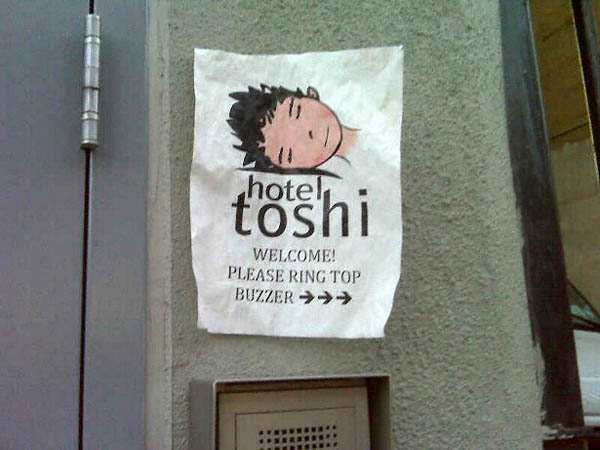 hotel
toshi
WELCOME!
PLEASE RING TOP
BUZZER →→→